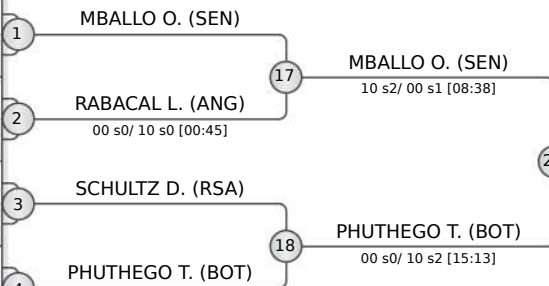 MBALLO O. (SEN)
1
17
MBALLO O. (SEN)
10 s2/ 00 s1 [08:38]
RABACAL L. (ANG)
2
00 s0/ 10 s0 [00:45]
SCHULTZ D. (RSA)
3
18
PHUTHEGO T. (BOT)
00 s0/ 10 s2 [15:13]
PHUTHEGO T. (BOT)